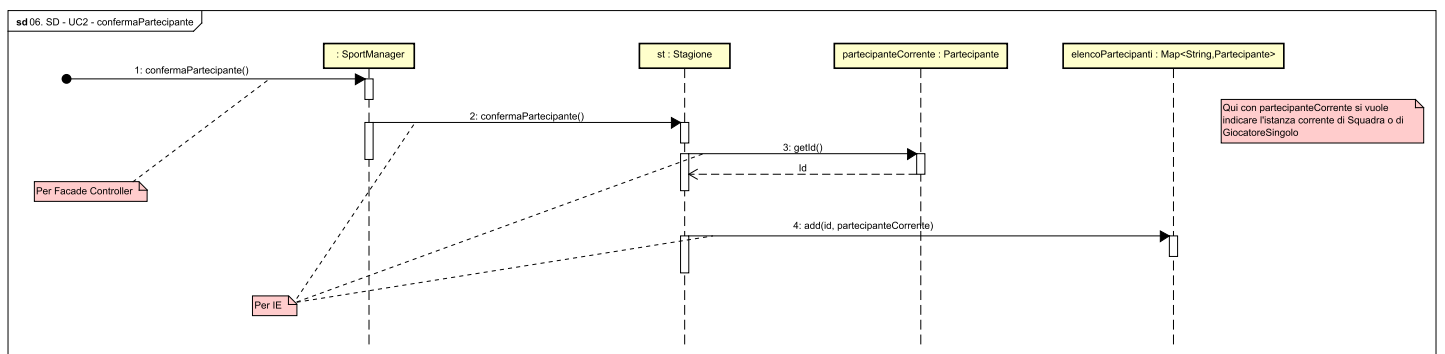 sd 06. SD - UC2 - confermaPartecipante
: SportManager
st : Stagione
partecipanteCorrente : Partecipante
elencoPartecipanti : Map<String,Partecipante>
1: confermaPartecipante()
Qui con partecipanteCorrente si vuole
indicare l'istanza corrente di Squadra o di
GiocatoreSingolo
2: confermaPartecipante()
3: getId()
Id
Per Facade Controller
4: add(id, partecipanteCorrente)
Per IE